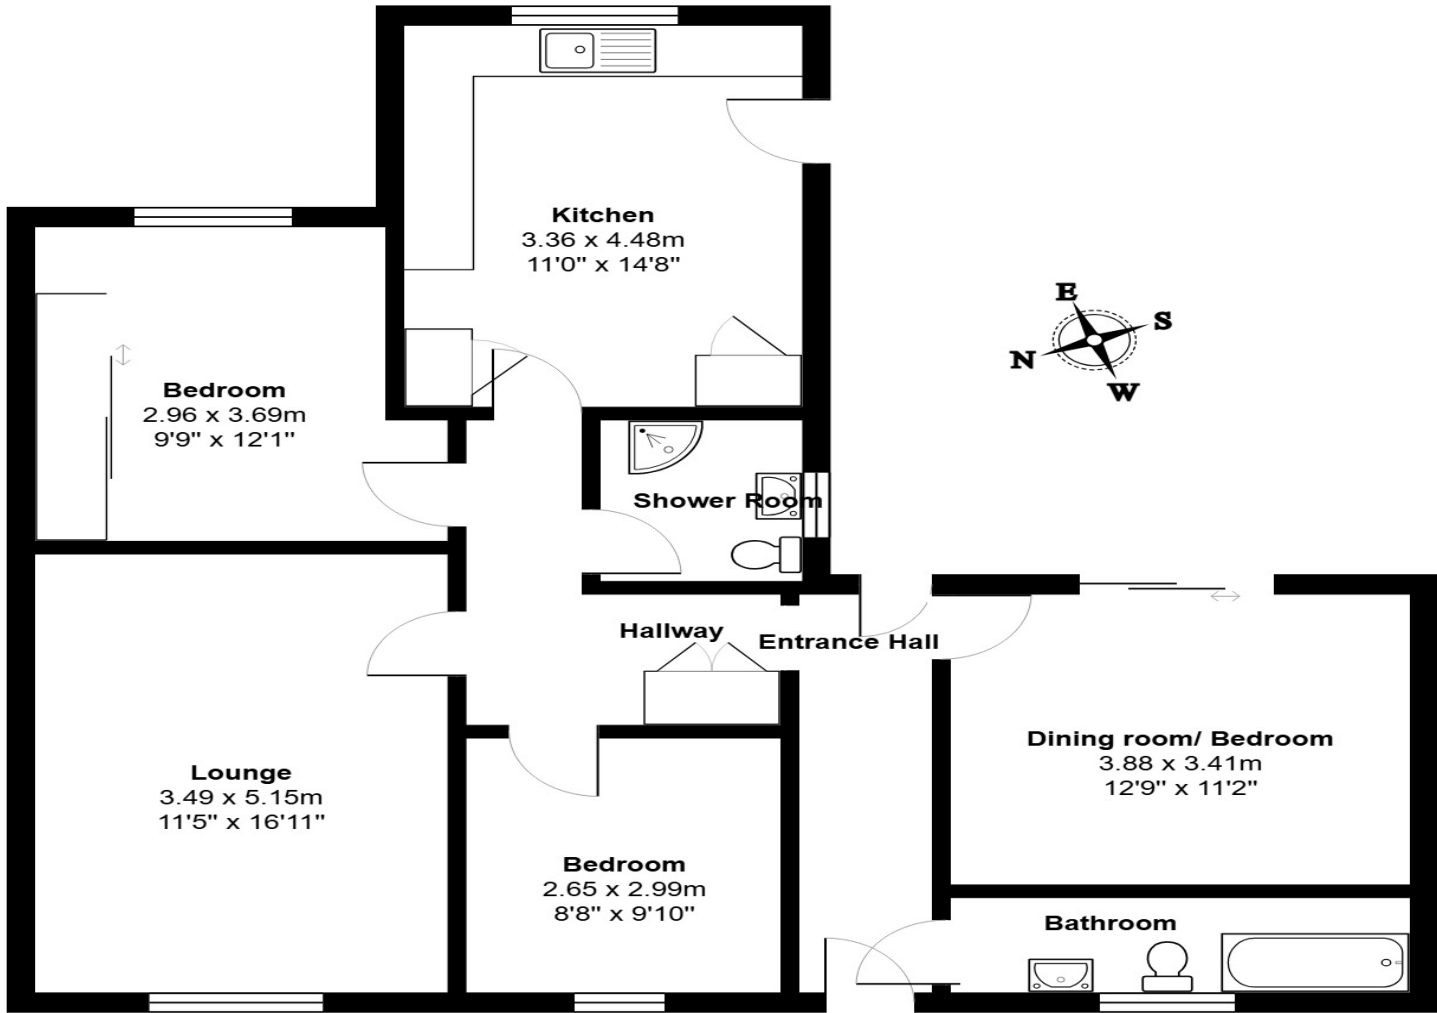 Kitchen
3.36 x 4.48m
11'0" x 14'8"
E
S
N
W
Bedroom
2.96 x 3.69m
9'9" x 12'1"
Shower Room
Hallway
Entrance Hall
Dining room/ Bedroom
3.88 x 3.41m
12'9" x 11'2"
Lounge
3.49 x 5.15m
11'5" x 16'11"
Bedroom
2.65 x 2.99m
8'8" x 9'10"
Bathroom